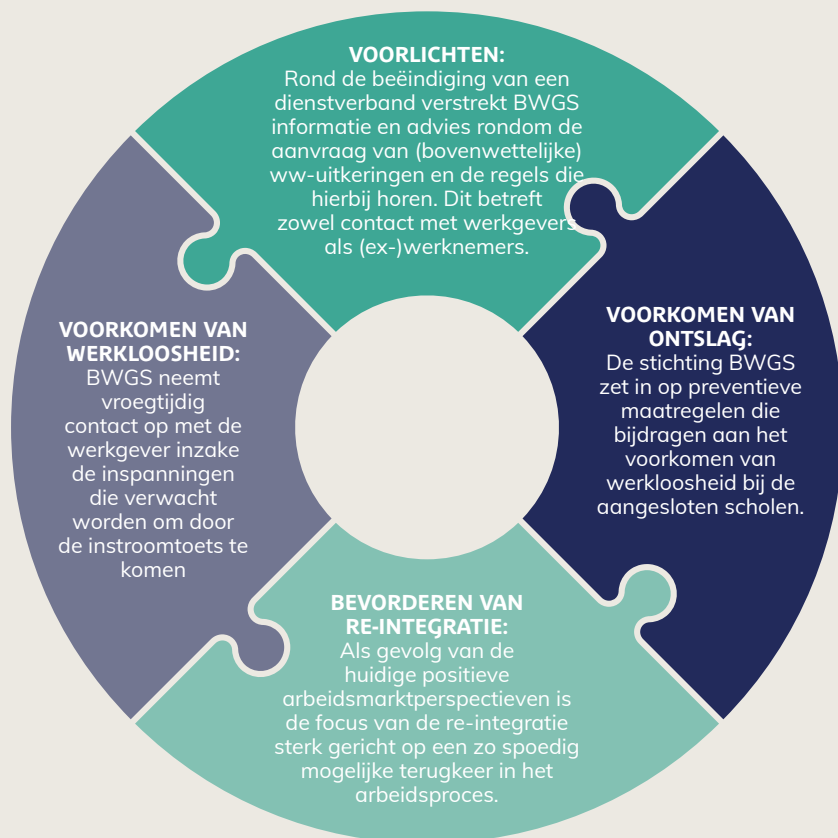 VOORLICHTEN:
Rond de beëindiging van een
dienstverband verstrekt BWGS
informatie en advies rondom de
aanvraag van (bovenwettelijke)
ww-uitkeringen en de regels die
hierbij horen. Dit betreft
zowel contact met werkgevers
als (ex-)werknemers.
VOORKOMEN VAN
ONTSLAG:
De stichting BWGS
zet in op preventieve
maatregelen die
bijdragen aan het
voorkomen van
werkloosheid bij de
aangesloten scholen.
BEVORDEREN VAN
RE-INTEGRATIE:
Als gevolg van de
huidige positieve
arbeidsmarktperspectieven is
de focus van de re-integratie
sterk gericht op een zo spoedig
mogelijke terugkeer in het
arbeidsproces.
VOORKOMEN VAN
WERKLOOSHEID:
BWGS neemt
vroegtijdig
contact op met de
werkgever inzake
de inspanningen
die verwacht
worden om door
de instroomtoets te
komen